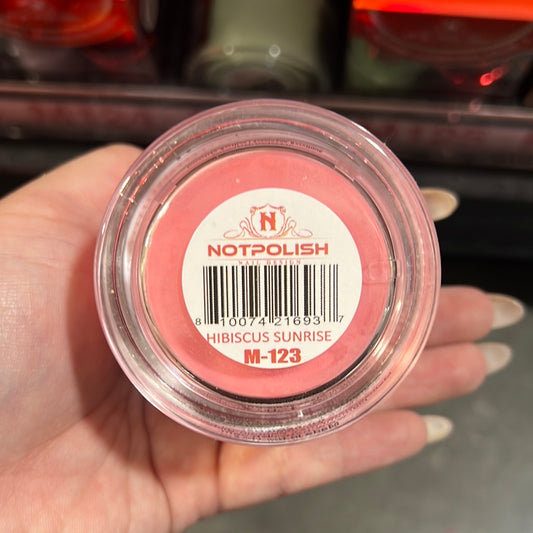 N
NOTPOLISH
NAIL DESIGN
8 10074 21693 7
HIBISCUS SUNRISE
M-123